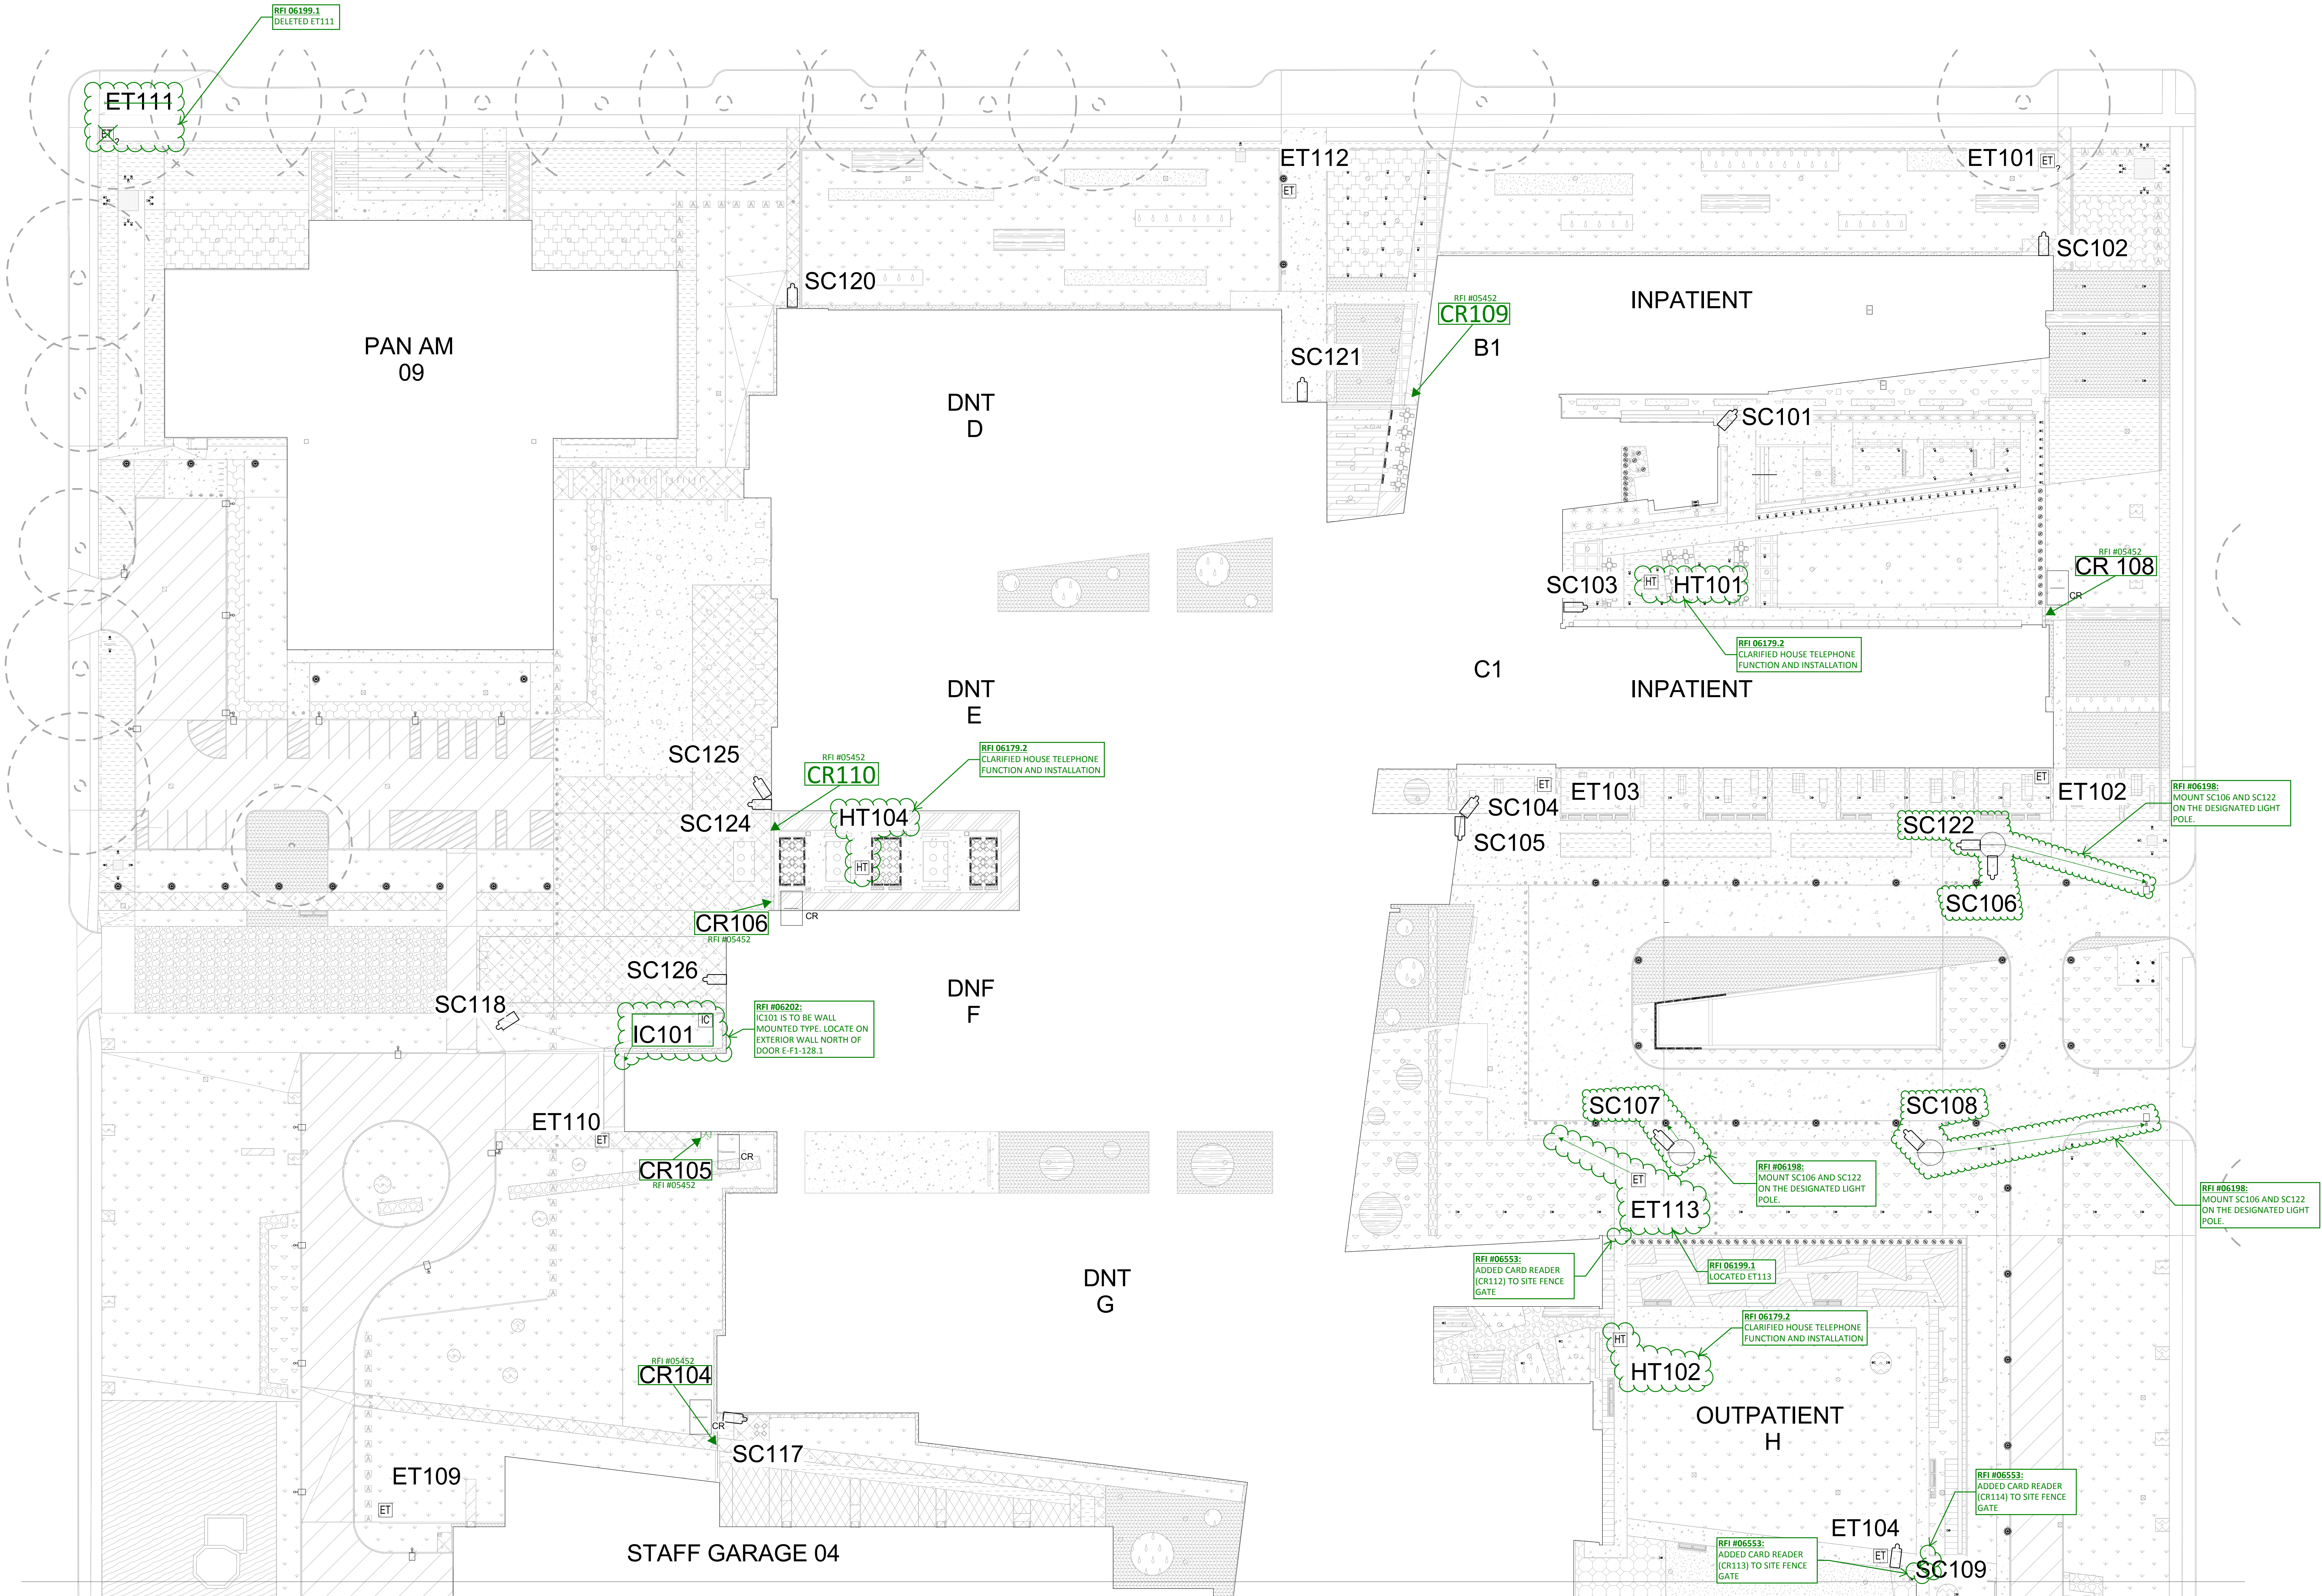 RFI 06199.1
DELETED ET111
ET111
ET
?
ET112
ET
ET101
ET
?
SC102
SC120
INPATIENT
RFI #05452
CR109
B1
PAN AM
09
SC121
DNT
D
SC101
RFI #05452
CR 108
SC103
HT
HT101
CR
RFI 06179.2
CLARIFIED HOUSE TELEPHONE
FUNCTION AND INSTALLATION
C1
DNT
E
INPATIENT
SC125
RFI #05452
CR110
RFI 06179.2
CLARIFIED HOUSE TELEPHONE
FUNCTION AND INSTALLATION
ET
ET103
ET
ET102
SC124
HT104
HT
SC104
SC105
SC122
SC106
RFI #06198:
MOUNT SC106 AND SC122
ON THE DESIGNATED LIGHT
POLE.
CR106
RFI #05452
CR
SC126
DNF
F
SC118
IC
IC101
RFI #06202:
IC101 IS TO BE WALL
MOUNTED TYPE. LOCATE ON
EXTERIOR WALL NORTH OF
DOOR E-F1-128.1
SC107
SC108
ET110
ET
CR105
RFI #05452
CR
RFI #06198:
MOUNT SC106 AND SC122
ON THE DESIGNATED LIGHT
POLE.
RFI #06198:
MOUNT SC106 AND SC122
ON THE DESIGNATED LIGHT
POLE.
ET
ET113
RFI #06553:
ADDED CARD READER
(CR112) TO SITE FENCE
GATE
RFI 06199.1
LOCATED ET113
DNT
G
RFI 06179.2
CLARIFIED HOUSE TELEPHONE
FUNCTION AND INSTALLATION
HT
HT102
RFI #05452
CR104
CR
SC117
OUTPATIENT
H
ET109
ET
RFI #06553:
ADDED CARD READER
(CR114) TO SITE FENCE
GATE
ET104
ET
SC109
RFI #06553:
ADDED CARD READER
(CR113) TO SITE FENCE
GATE
STAFF GARAGE 04